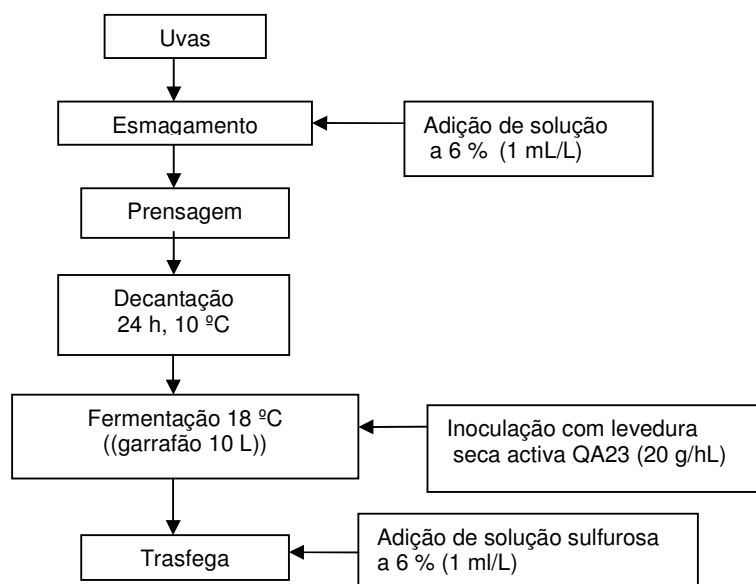 Uvas
Esmagamento
Adição de solução
a 6 % (1 mL/L)
Prensagem
Decantação
24 h, 10 ºC
Fermentação 18 ºC
((garrafão 10 L))
Inoculação com levedura
seca activa QA23 (20 g/hL)
Trasfega
Adição de solução sulfurosa
a 6 % (1 ml/L)